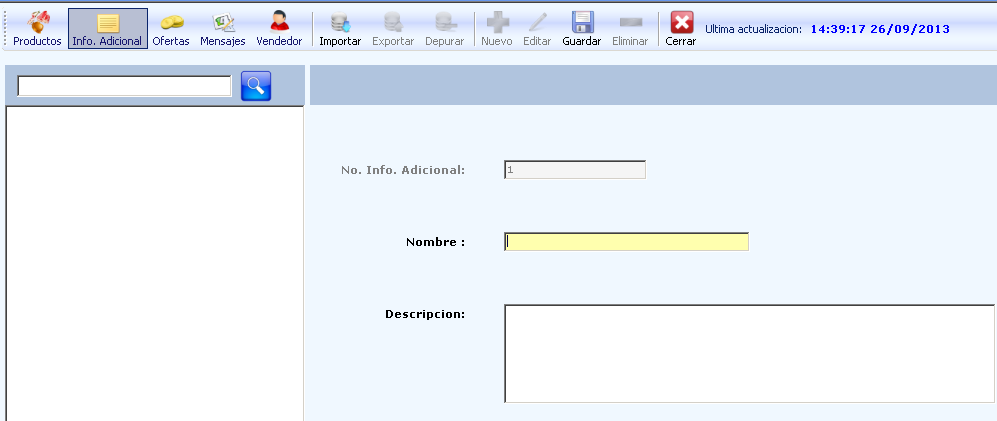 Productos Info. Adicional Ofertas Mensajes Vendedor Importar Exportar Depurar Nuevo Editar Guardar Eliminar Cerrar Ultima actualizacion: 14:39:17 26/09/2013
No. Info. Adicional: 1
Nombre :
Descripcion: